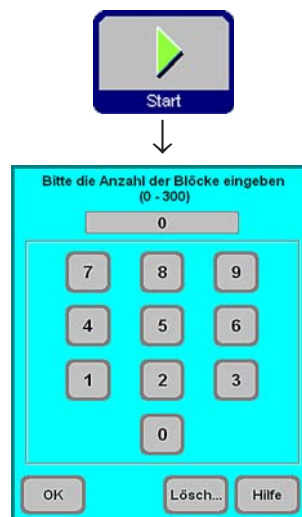 Start
Bitte die Anzahl der Blöcke eingeben
(0 - 300)
0
7 8 9
4 5 6
1 2 3
0
OK Lösch... Hilfe